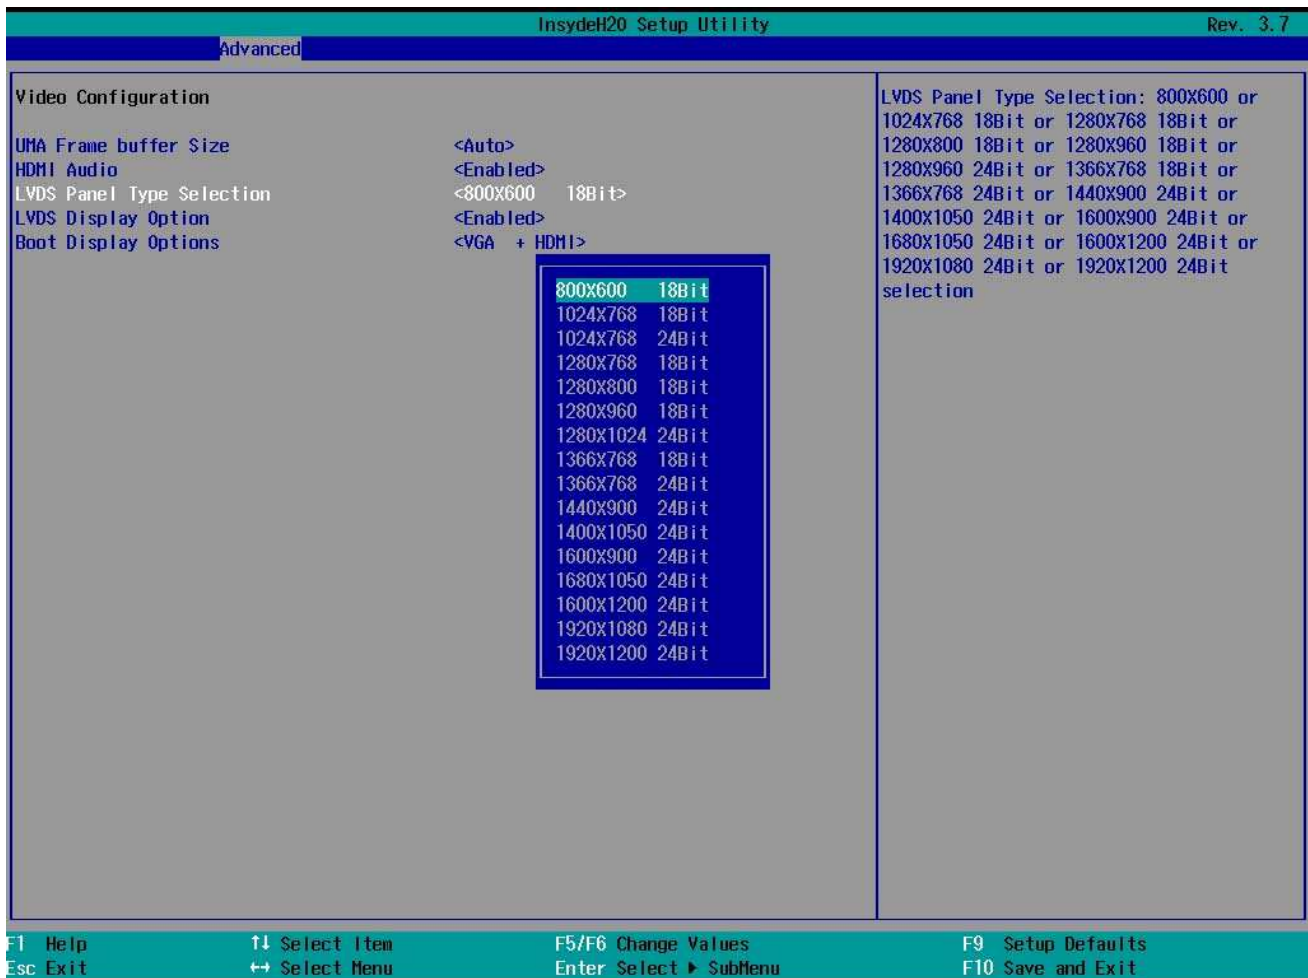 InsydeH20 Setup Utility Rev. 3.7
Advanced
Video Configuration
UMA Frame buffer Size <Auto>
HDMI Audio <Enabled>
LVDS Panel Type Selection <800X600 18Bit>
LVDS Display Option <Enabled>
Boot Display Options <VGA + HDMI>
800X600 18Bit
1024X768 18Bit
1024X768 24Bit
1280X768 18Bit
1280X800 18Bit
1280X960 18Bit
1280X1024 24Bit
1366X768 18Bit
1366X768 24Bit
1440X900 24Bit
1400X1050 24Bit
1600X900 24Bit
1680X1050 24Bit
1600X1200 24Bit
1920X1080 24Bit
1920X1200 24Bit
LVDS Panel Type Selection: 800X600 or
1024X768 18Bit or 1280X768 18Bit or
1280X800 18Bit or 1280X960 18Bit or
1280X960 24Bit or 1366X768 18Bit or
1366X768 24Bit or 1440X900 24Bit or
1400X1050 24Bit or 1600X900 24Bit or
1680X1050 24Bit or 1600X1200 24Bit or
1920X1080 24Bit or 1920X1200 24Bit
selection
F1 Help ↑↓ Select Item F5/F6 Change Values F9 Setup Defaults
Esc Exit ↔ Select Menu Enter Select ▶ SubMenu F10 Save and Exit